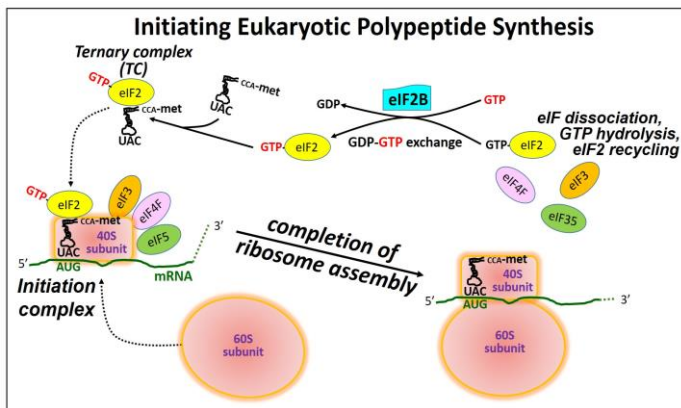 Initiating Eukaryotic Polypeptide Synthesis
Ternary complex
(TC)
GTP
eIF2
CCA-met
UAC
CCA-met
UAC
GTP
eIF2
GDP
eIF2B
GTP
GDP-GTP exchange
GTP
eIF2
eIF dissociation,
GTP hydrolysis,
eIF2 recycling
eIF4F
eIF3
eIF35
GTP
eIF2
eIF3
eIF4F
eIF5
CCA-met
40S
subunit
UAC
5’
AUG
mRNA
3’
Initiation
complex
completion of
ribosome assembly
60S
subunit
CCA-met
40S
subunit
UAC
5’
AUG
3’
60S
subunit